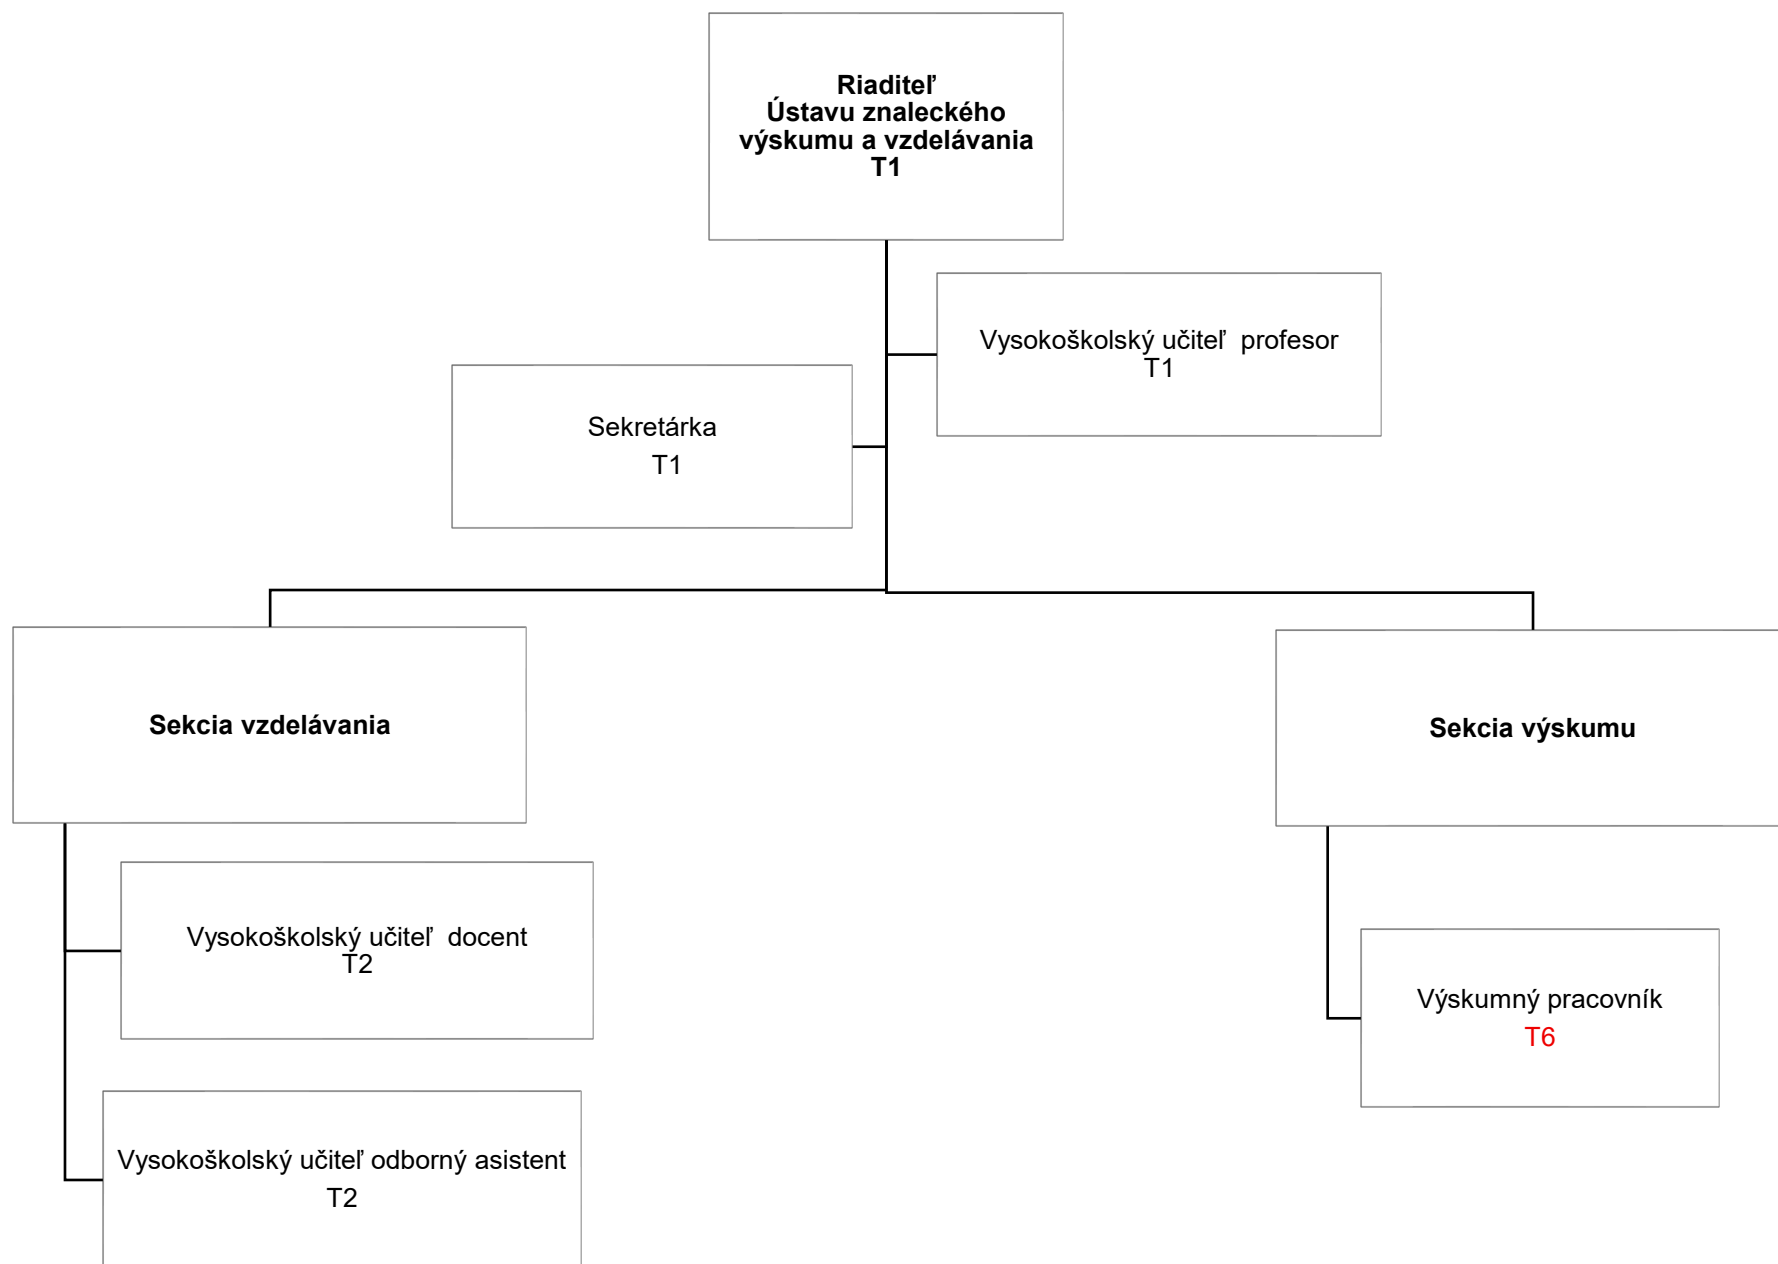 Riaditeľ
Ústavu znaleckého
výskumu a vzdelávania
T1
Vysokoškolský učiteľ  profesor
T1
Sekretárka
T1
Sekcia vzdelávania
Sekcia výskumu
Vysokoškolský učiteľ  docent
T2
Výskumný pracovník
T6
Vysokoškolský učiteľ odborný asistent
T2